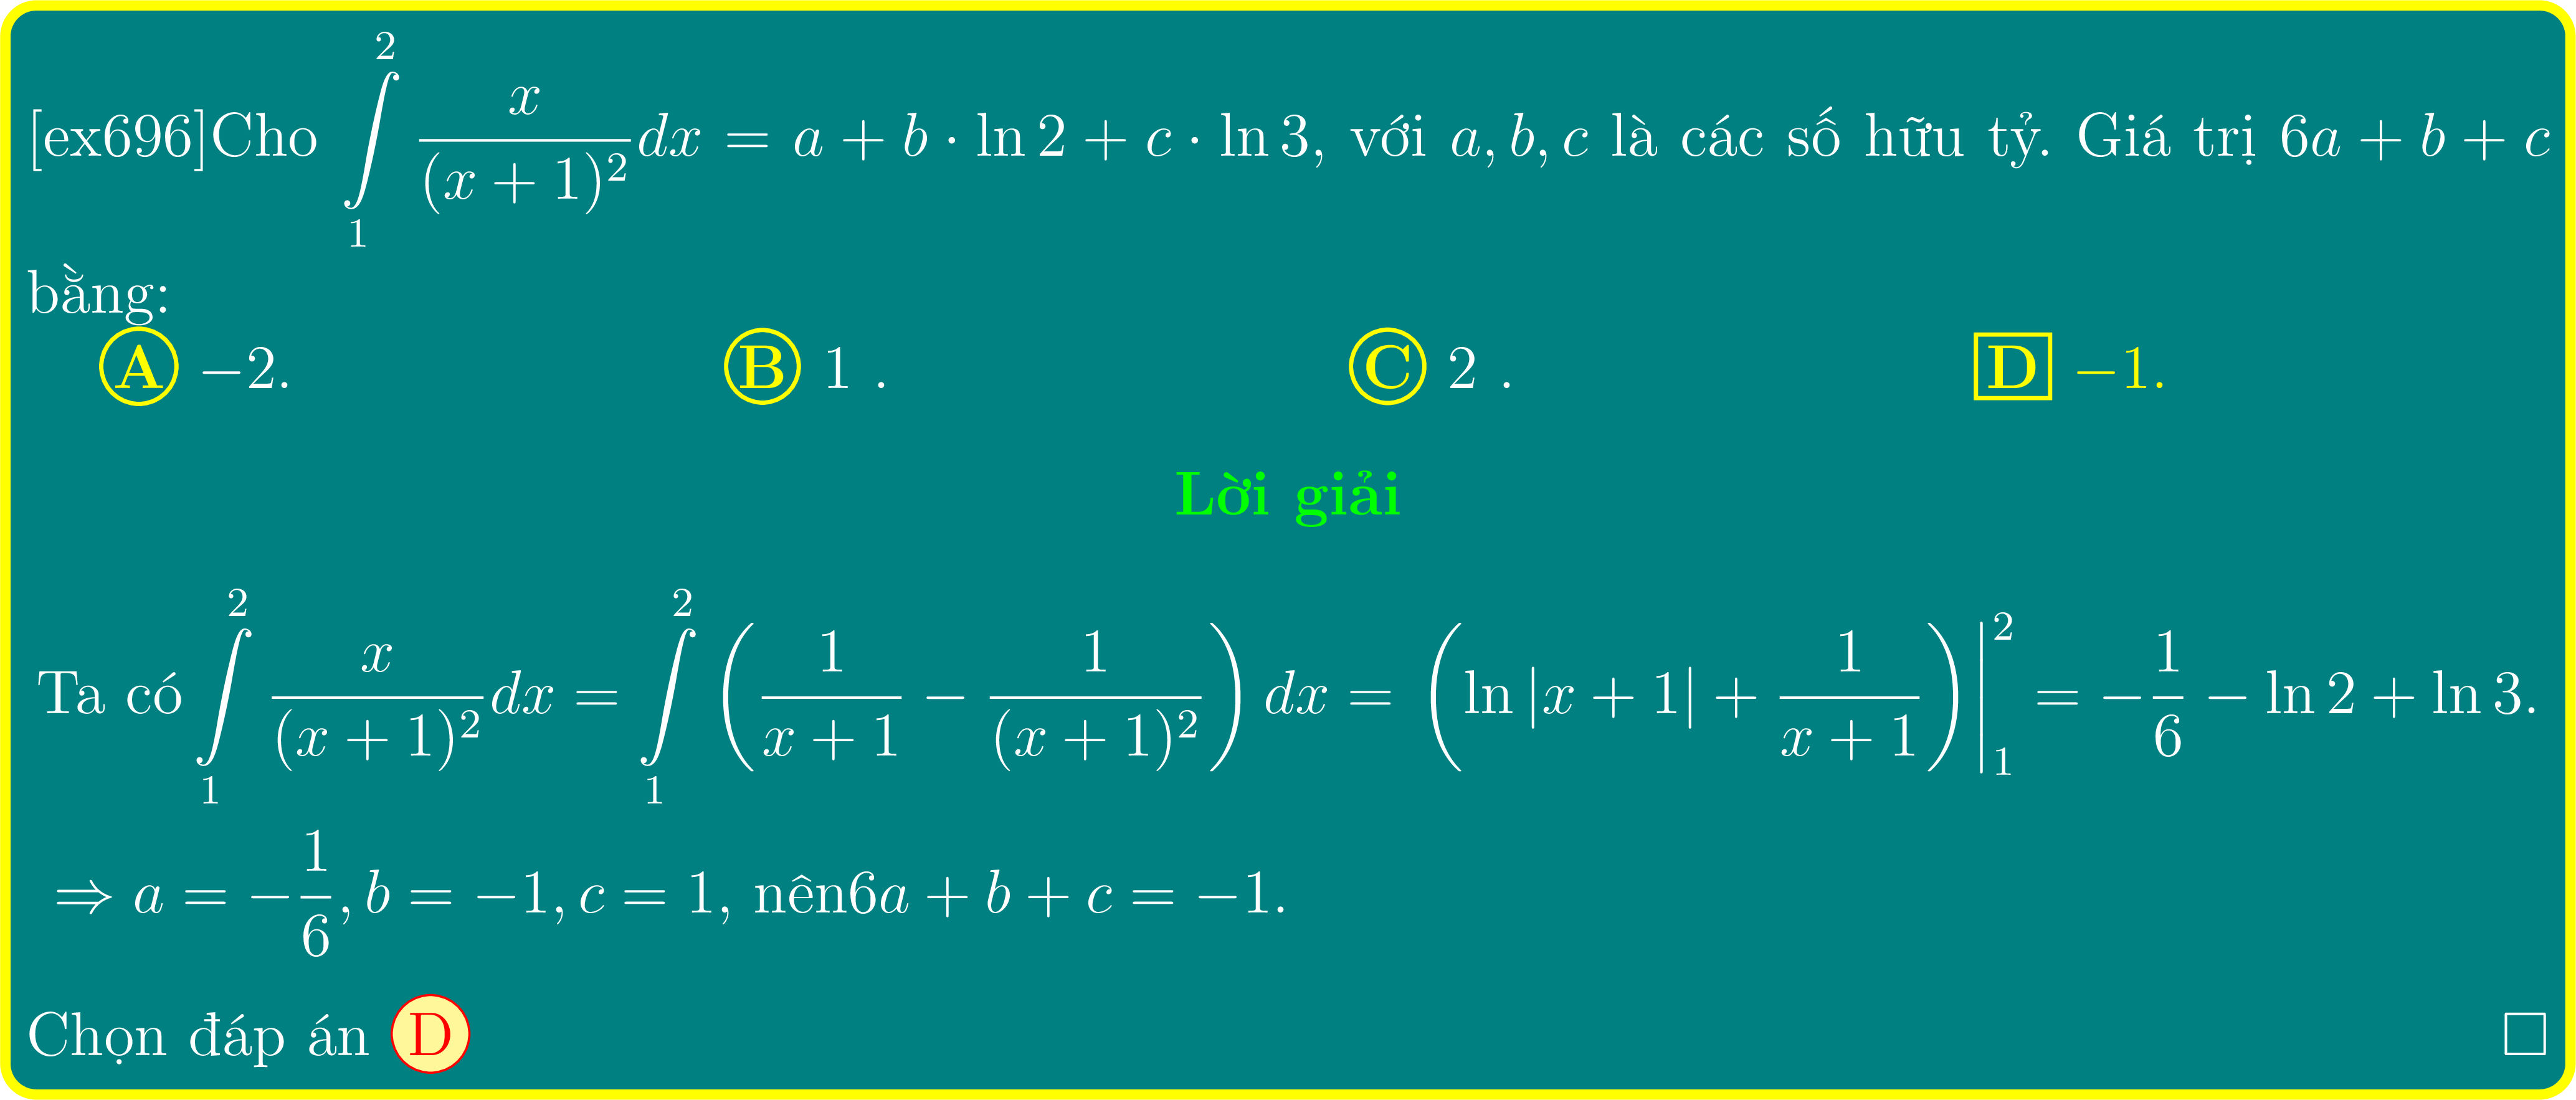 [ex696]Cho $\int\limits_1^2 \frac{x}{(x+1)^2}dx = a + b \cdot \ln 2 + c \cdot \ln 3$, với $a, b, c$ là các số hữu tỷ. Giá trị $6a + b + c$
bằng:
A −2. B 1 . C 2 . D −1.
Lời giải
Ta có $\int\limits_1^2 \frac{x}{(x+1)^2}dx = \int\limits_1^2 \left(\frac{1}{x+1} - \frac{1}{(x+1)^2}\right) dx = \left(\ln|x+1| + \frac{1}{x+1}\right)\bigg|_1^2 = -\frac{1}{6} - \ln 2 + \ln 3.$
$\Rightarrow a = -\frac{1}{6}, b = -1, c = 1$, nên$6a + b + c = -1.$
Chọn đáp án D □